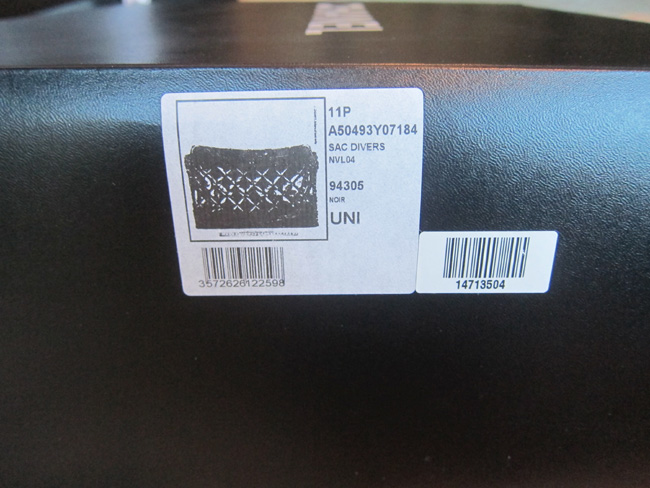 11P
A50493Y07184
SAC DIVERS
NVL04
94305
NOIR
UNI
3572626122598
14713504